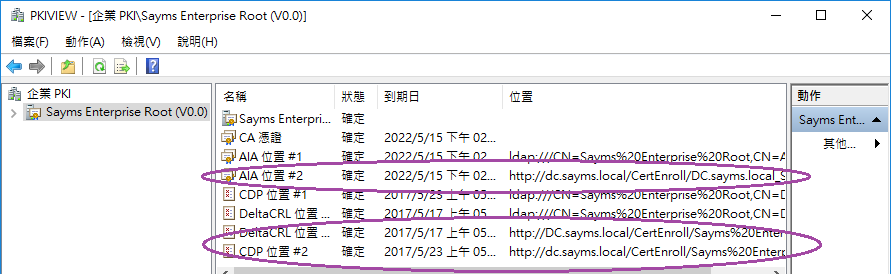 PKIVIEW - [企業 PKI\Sayms Enterprise Root (V0.0)]
檔案(F) 動作(A) 檢視(V) 說明(H)
企業 PKI
Sayms Enterprise Root (V0.0)
名稱 狀態 到期日 位置
Sayms Enterpri... 確定
CA 憑證 確定 2022/5/15 下午 02...
AIA 位置 #1 確定 2022/5/15 下午 02... ldap:///CN=Sayms%20Enterprise%20Root,CN=A
AIA 位置 #2 確定 2022/5/15 下午 02... http://dc.sayms.local/CertEnroll/DC.sayms.local_S
CDP 位置 #1 確定 2017/5/23 上午 05... ldap:///CN=Sayms%20Enterprise%20Root,CN=D
DeltaCRL 位置 ... 確定 2017/5/17 上午 05... ldap:///CN=Sayms%20Enterprise%20Root,CN=D
DeltaCRL 位置 ... 確定 2017/5/17 上午 05... http://DC.sayms.local/CertEnroll/Sayms%20Enter
CDP 位置 #2 確定 2017/5/23 上午 05... http://dc.sayms.local/CertEnroll/Sayms%20Enterp
動作
Sayms Ent...
其他...